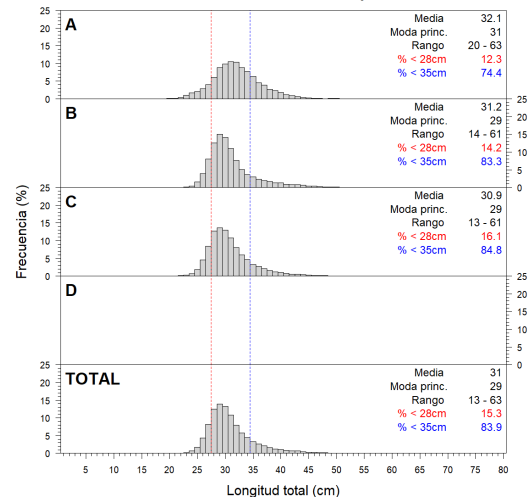 25
20
15
10
5
0
A
Media 32.1
Moda princ. 31
Rango 20 - 63
% < 28cm 12.3
% < 35cm 74.4
B
Media 31.2
Moda princ. 29
Rango 14 - 61
% < 28cm 14.2
% < 35cm 83.3
25
20
15
10
5
0
Frecuencia (%)
25
20
15
10
5
0
C
Media 30.9
Moda princ. 29
Rango 13 - 61
% < 28cm 16.1
% < 35cm 84.8
D
25
20
15
10
5
0
25
20
15
10
5
0
TOTAL
Media 31
Moda princ. 29
Rango 13 - 63
% < 28cm 15.3
% < 35cm 83.9
5 10 15 20 25 30 35 40 45 50 55 60 65 70 75 80
Longitud total (cm)